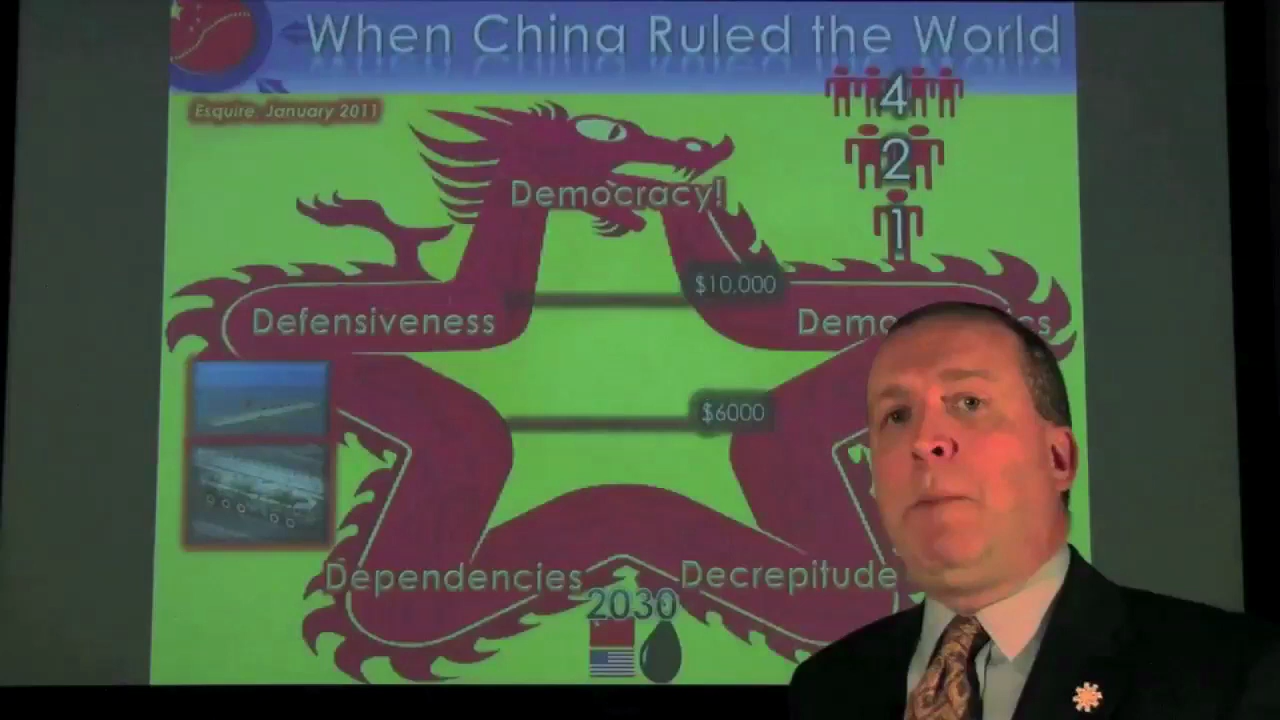 When China Ruled the World
Esquire, January 2011
4
2
1
Democracy!
$10,000
Defensiveness
$6000
Dependencies
Decrepitude
2030